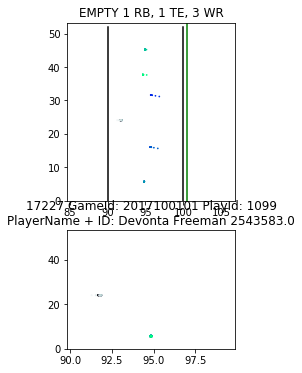 EMPTY 1 RB, 1 TE, 3 WR
50
40
30
20
10
0
85 90 95 100 105
17227 GameId: 2017100101 PlayId: 1099
PlayerName + ID: Devonta Freeman 2543583.0
40
20
0
90.0 92.5 95.0 97.5